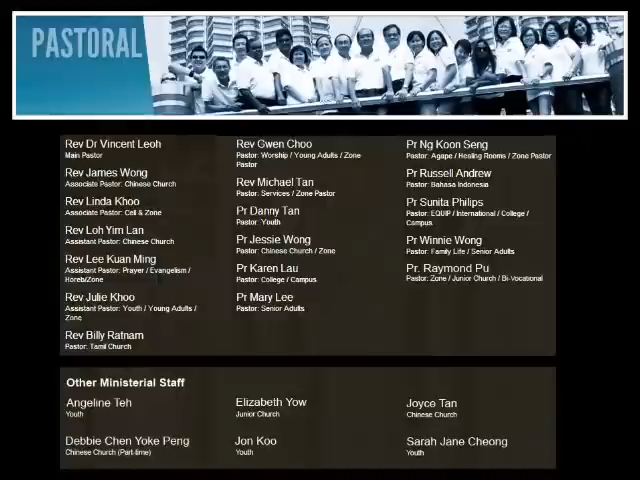 PASTORAL
Rev Dr Vincent Leoh
Main Pastor
Rev James Wong
Associate Pastor: Chinese Church
Rev Linda Khoo
Associate Pastor: Cell & Zone
Rev Loh Yim Lan
Assistant Pastor: Chinese Church
Rev Lee Kuan Ming
Assistant Pastor: Prayer / Evangelism /
Horeb/Zone
Rev Julie Khoo
Assistant Pastor: Youth / Young Adults /
Zone
Rev Billy Ratnam
Pastor: Tamil Church
Rev Gwen Choo
Pastor: Worship / Young Adults / Zone
Pastor
Rev Michael Tan
Pastor: Services / Zone Pastor
Pr Danny Tan
Pastor: Youth
Pr Jessie Wong
Pastor: Chinese Church / Zone
Pr Karen Lau
Pastor: College / Campus
Pr Mary Lee
Pastor: Senior Adults
Pr Ng Koon Seng
Pastor: Agape / Healing Rooms / Zone Pastor
Pr Russell Andrew
Pastor: Bahasa Indonesia
Pr Sunita Philips
Pastor: EQUIP / International / College /
Campus
Pr Winnie Wong
Pastor: Family Life / Senior Adults
Pr. Raymond Pu
Pastor: Zone / Junior Church / Bi-Vocational
Other Ministerial Staff
Angeline Teh
Youth
Elizabeth Yow
Junior Church
Joyce Tan
Chinese Church
Debbie Chen Yoke Peng
Chinese Church (Part-time)
Jon Koo
Youth
Sarah Jane Cheong
Youth